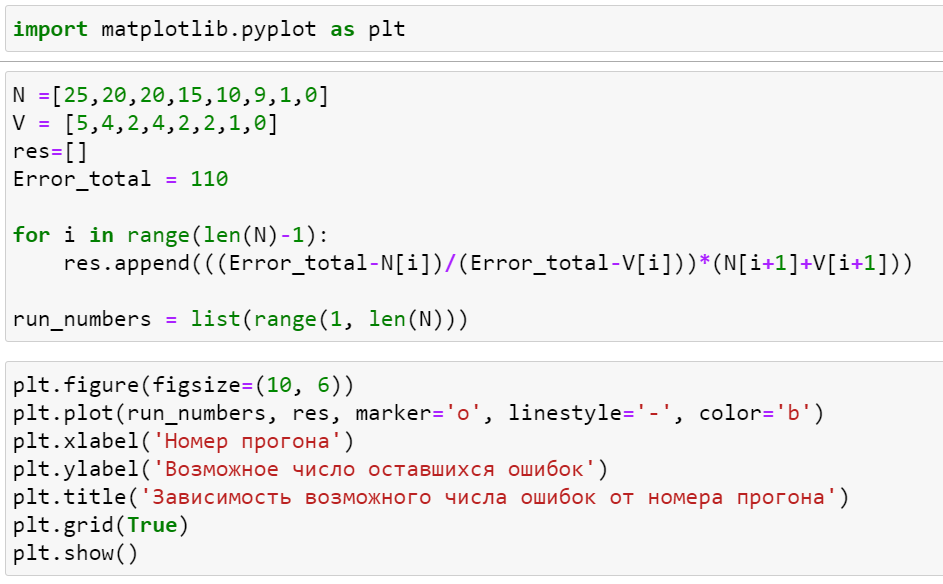 import matplotlib.pyplot as plt
N =[25,20,20,15,10,9,1,0]
V = [5,4,2,4,2,2,1,0]
res=[]
Error_total = 110
for i in range(len(N)-1):
    res.append(((Error_total-N[i])/(Error_total-V[i]))*(N[i+1]+V[i+1]))
run_numbers = list(range(1, len(N)))
plt.figure(figsize=(10, 6))
plt.plot(run_numbers, res, marker='o', linestyle='-', color='b')
plt.xlabel('Номер прогона')
plt.ylabel('Возможное число оставшихся ошибок')
plt.title('Зависимость возможного числа ошибок от номера прогона')
plt.grid(True)
plt.show()